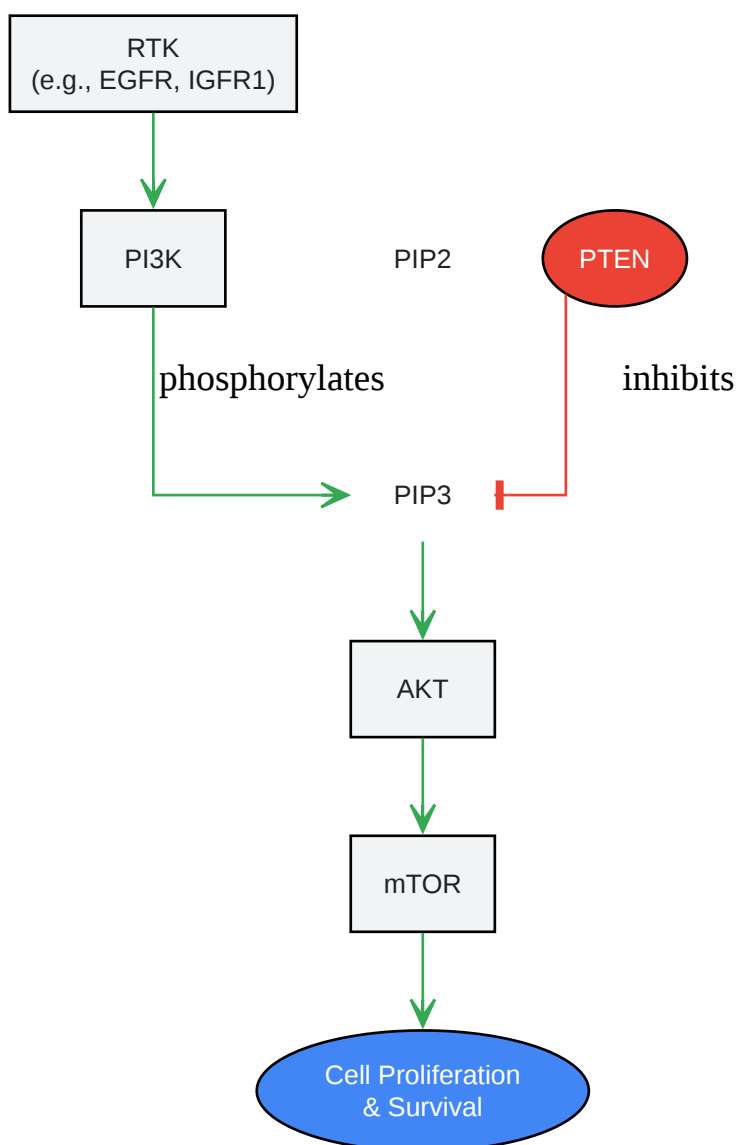 RTK
(e.g., EGFR, IGFR1)
PI3K
PIP2
PTEN
phosphorylates
inhibits
PIP3
AKT
mTOR
Cell Proliferation
& Survival